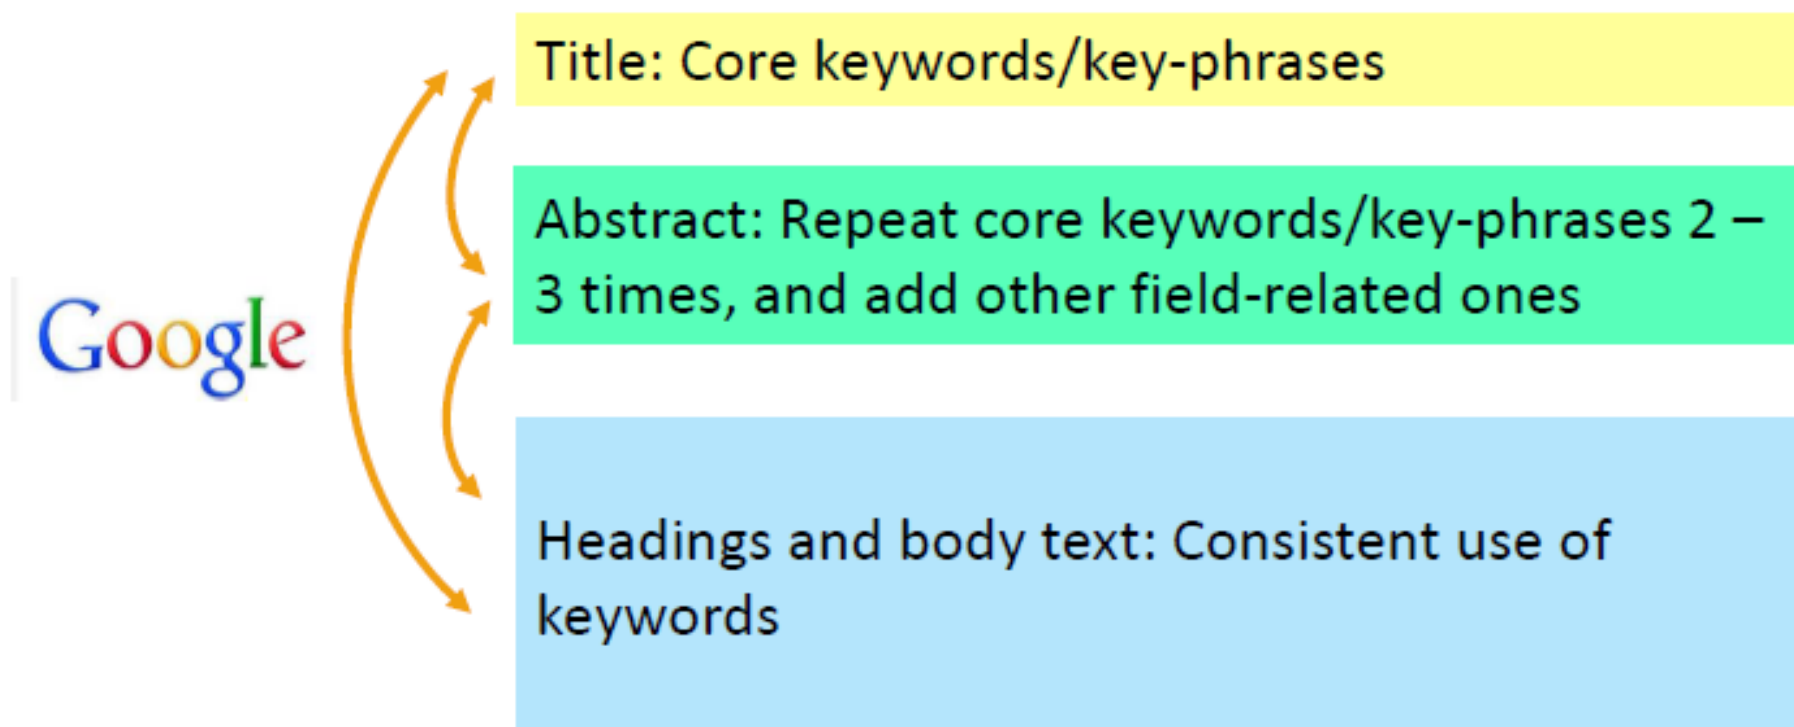 Title: Core keywords/key-phrases
Abstract: Repeat core keywords/key-phrases 2 –
3 times, and add other field-related ones
Google
Headings and body text: Consistent use of
keywords